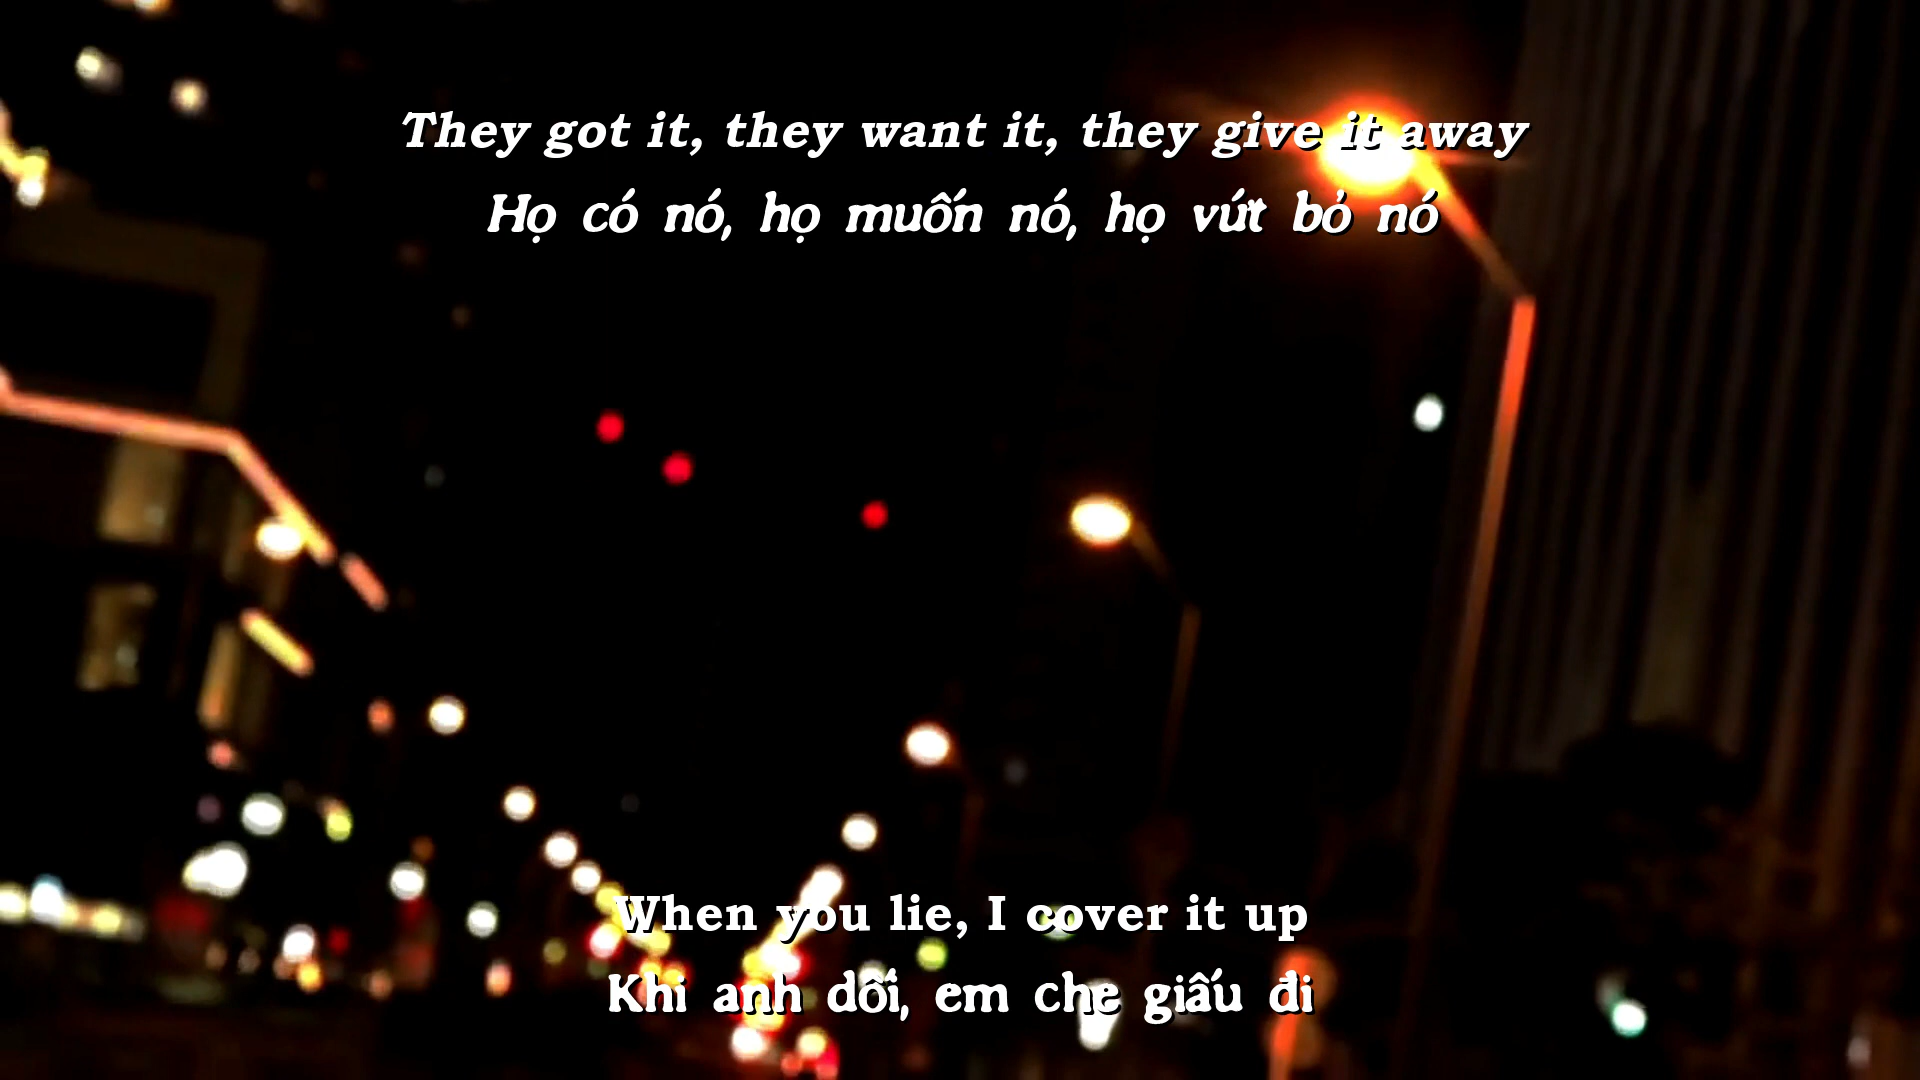 They got it, they want it, they give it away
Họ có nó, họ muốn nó, họ vứt bỏ nó
When you lie, I cover it up
Khi anh dối, em che giấu đi